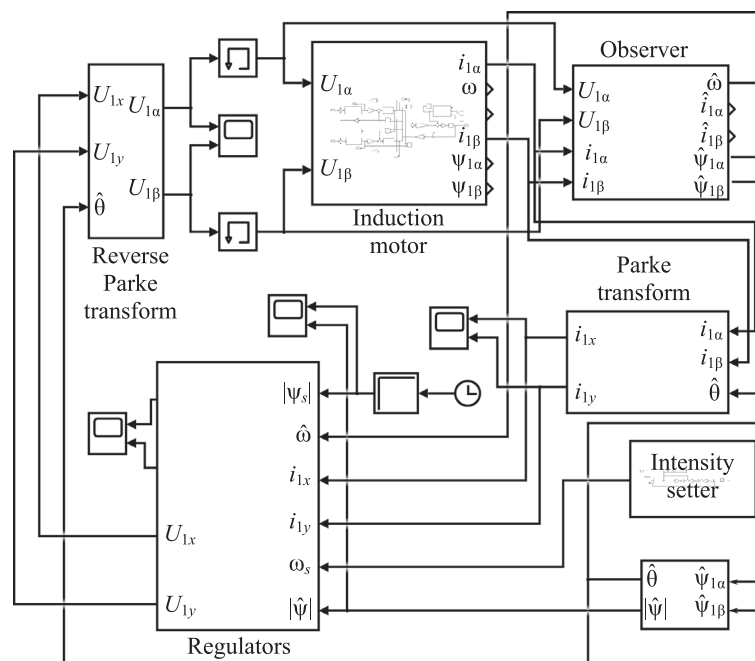 U1x
U1y
θ̂
U1α
U1β
Reverse
Parke
transform
U1α
U1β
i1α
ω
i1β
ψ1α
ψ1β
Induction
motor
Observer
U1α
U1β
i1α
i1β
ω̂
î1α
î1β
ψ̂1α
ψ̂1β
Parke
transform
i1x
i1y
i1α
i1β
θ̂
|ψs|
ω̂
i1x
i1y
ωs
|ψ̂|
U1x
U1y
Regulators
Intensity
setter
θ̂
|ψ̂|
ψ̂1α
ψ̂1β